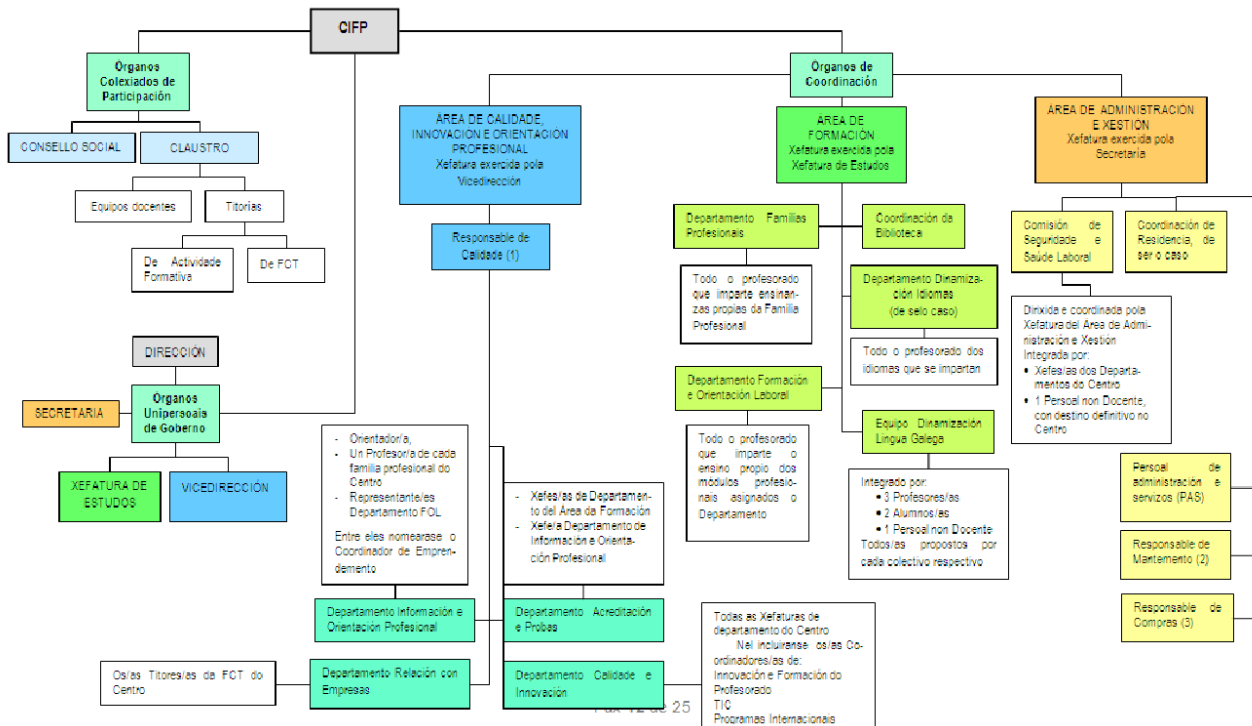 CIFP
Órganos
Colexiados de
Participación
CONSELLO SOCIAL
CLAUSTRO
Equipos docentes
Titorías
De Actividade
Formativa
De FCT
DIRECCIÓN
SECRETARIA
Órganos
Unipersoais
de Goberno
XEFATURA DE
ESTUDOS
VICEDIRECCIÓN
Órganos de
Coordinación
ÁREA DE CALIDADE,
INNOVACIÓN E ORIENTACIÓN
PROFESIONAL
Xefatura exercida pola
Vicedirección
Responsable de
Calidade (1)
- Orientador/a,
- Un Profesor/a de cada
familia profesional do
Centro
- Representante/es
Departamento FOL
Entre eles nomearase o
Coordinador de Empren-
demento
- Xefes/as de Departamen-
to del Área da Formación
- Xefe/a Departamento de
Información e Orienta-
ción Profesional
Departamento Información e
Orientación Profesional
Departamento Acreditación
e Probas
Os/as Titores/as da FCT do
Centro
Departamento Relación con
Empresas
Departamento Calidade e
Innovación
Todas as Xefaturas de
departamento do Centro
Nel incluiranse os/as Co-
ordinadores/as de:
Innovación e Formación do
Profesorado
TIC
Programas Internacionais
ÁREA DE
FORMACIÓN
Xefatura exercida pola
Xefatura de Estudos
Departamento Familias
Profesionais
Coordinación da
Biblioteca
Todo o profesorado
que imparte ensinan-
zas propias da Familia
Profesional
Departamento Dinamiza-
ción Idiomas
(de selo caso)
Todo o profesorado dos
idiomas que se impartan
Departamento Formación
e Orientación Laboral
Todo o profesorado
que imparte o
ensino propio dos
módulos profesio-
nais asignados o
Departamento
Equipo Dinamización
Lingua Galega
Integrado por:
• 3 Profesores/as
• 2 Alumnos/as
• 1 Persoal non Docente
Todos/as propostos por
cada colectivo respectivo
ÁREA DE ADMINISTRACIÓN
E XESTIÓN
Xefatura exercida pola
Secretaría
Comisión de
Seguridade e
Saúde Laboral
Coordinación de
Residencia, de
ser o caso
Dirixida e coordinada pola
Xefatura del Área de Admi-
nistración e Xestión
Integrada por:
• Xefes/as dos Departa-
mentos do Centro
• 1 Persoal non Docente,
con destino definitivo no
Centro
Persoal de
administración e
servizos (PAS)
Responsable de
Mantemento (2)
Responsable de
Compras (3)
12 de 25